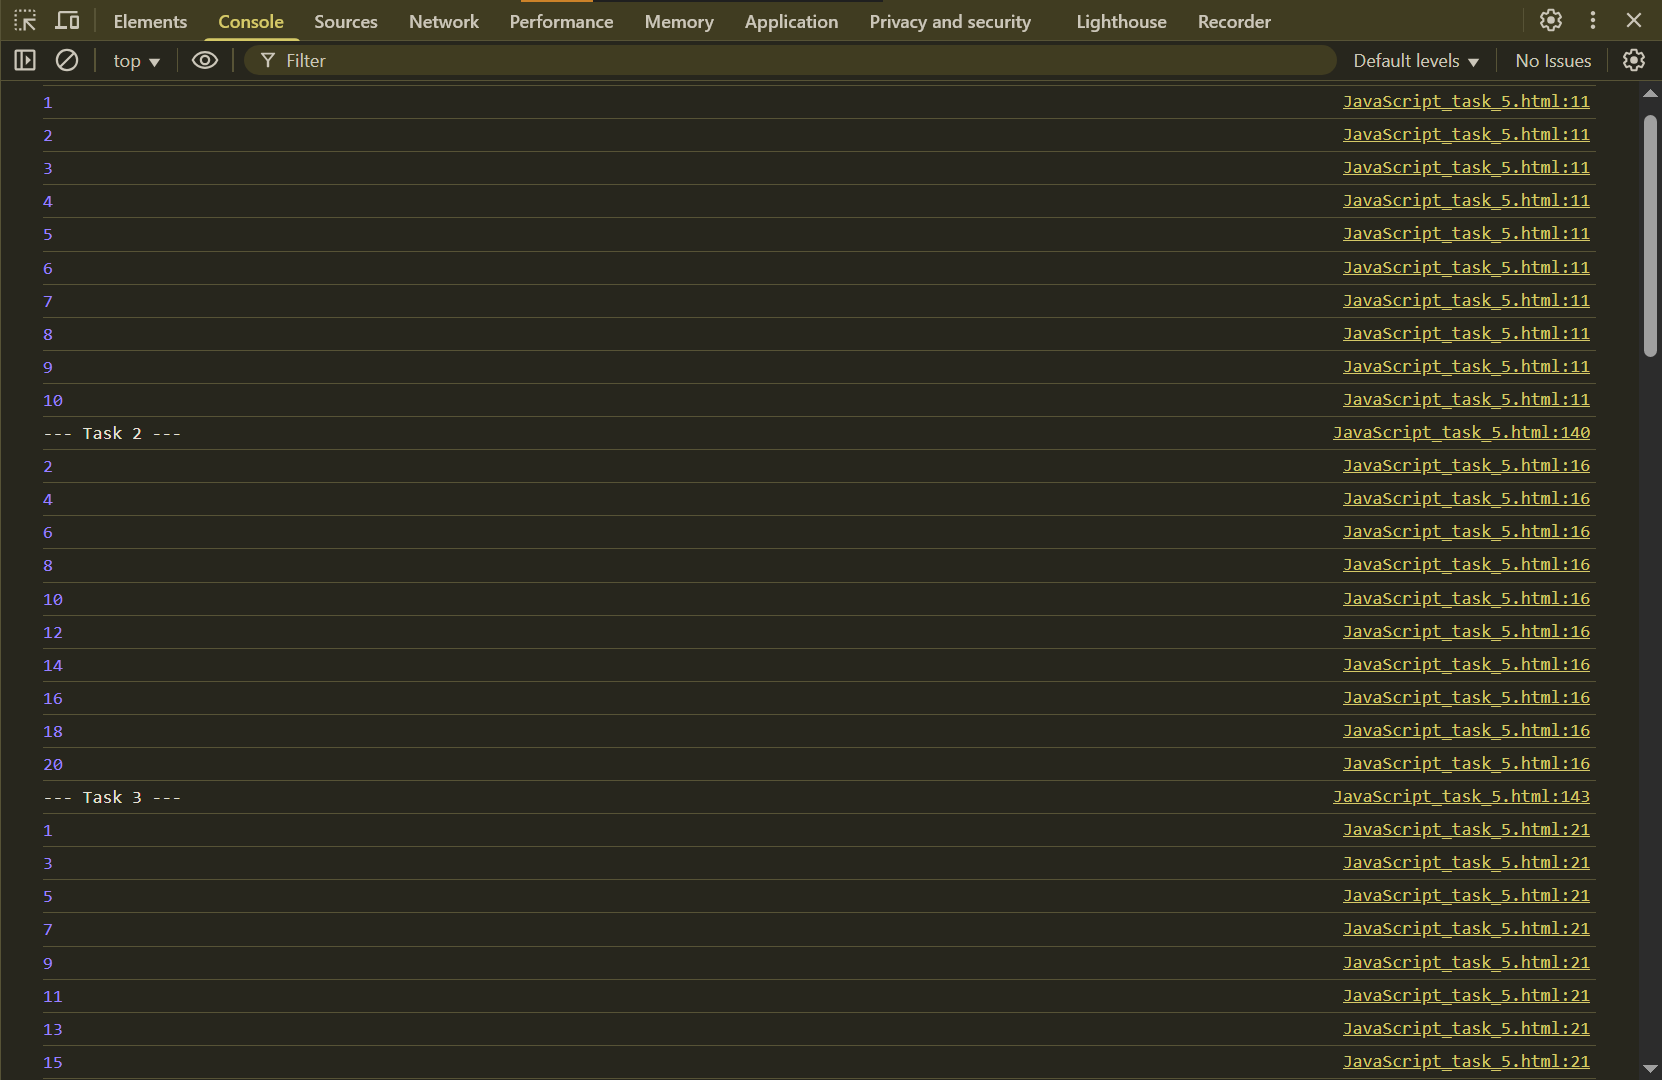 Elements Console Sources Network Performance Memory Application Privacy and security Lighthouse Recorder
top Filter Default levels No Issues
1 JavaScript_task_5.html:11
2 JavaScript_task_5.html:11
3 JavaScript_task_5.html:11
4 JavaScript_task_5.html:11
5 JavaScript_task_5.html:11
6 JavaScript_task_5.html:11
7 JavaScript_task_5.html:11
8 JavaScript_task_5.html:11
9 JavaScript_task_5.html:11
10 JavaScript_task_5.html:11
--- Task 2 --- JavaScript_task_5.html:140
2 JavaScript_task_5.html:16
4 JavaScript_task_5.html:16
6 JavaScript_task_5.html:16
8 JavaScript_task_5.html:16
10 JavaScript_task_5.html:16
12 JavaScript_task_5.html:16
14 JavaScript_task_5.html:16
16 JavaScript_task_5.html:16
18 JavaScript_task_5.html:16
20 JavaScript_task_5.html:16
--- Task 3 --- JavaScript_task_5.html:143
1 JavaScript_task_5.html:21
3 JavaScript_task_5.html:21
5 JavaScript_task_5.html:21
7 JavaScript_task_5.html:21
9 JavaScript_task_5.html:21
11 JavaScript_task_5.html:21
13 JavaScript_task_5.html:21
15 JavaScript_task_5.html:21